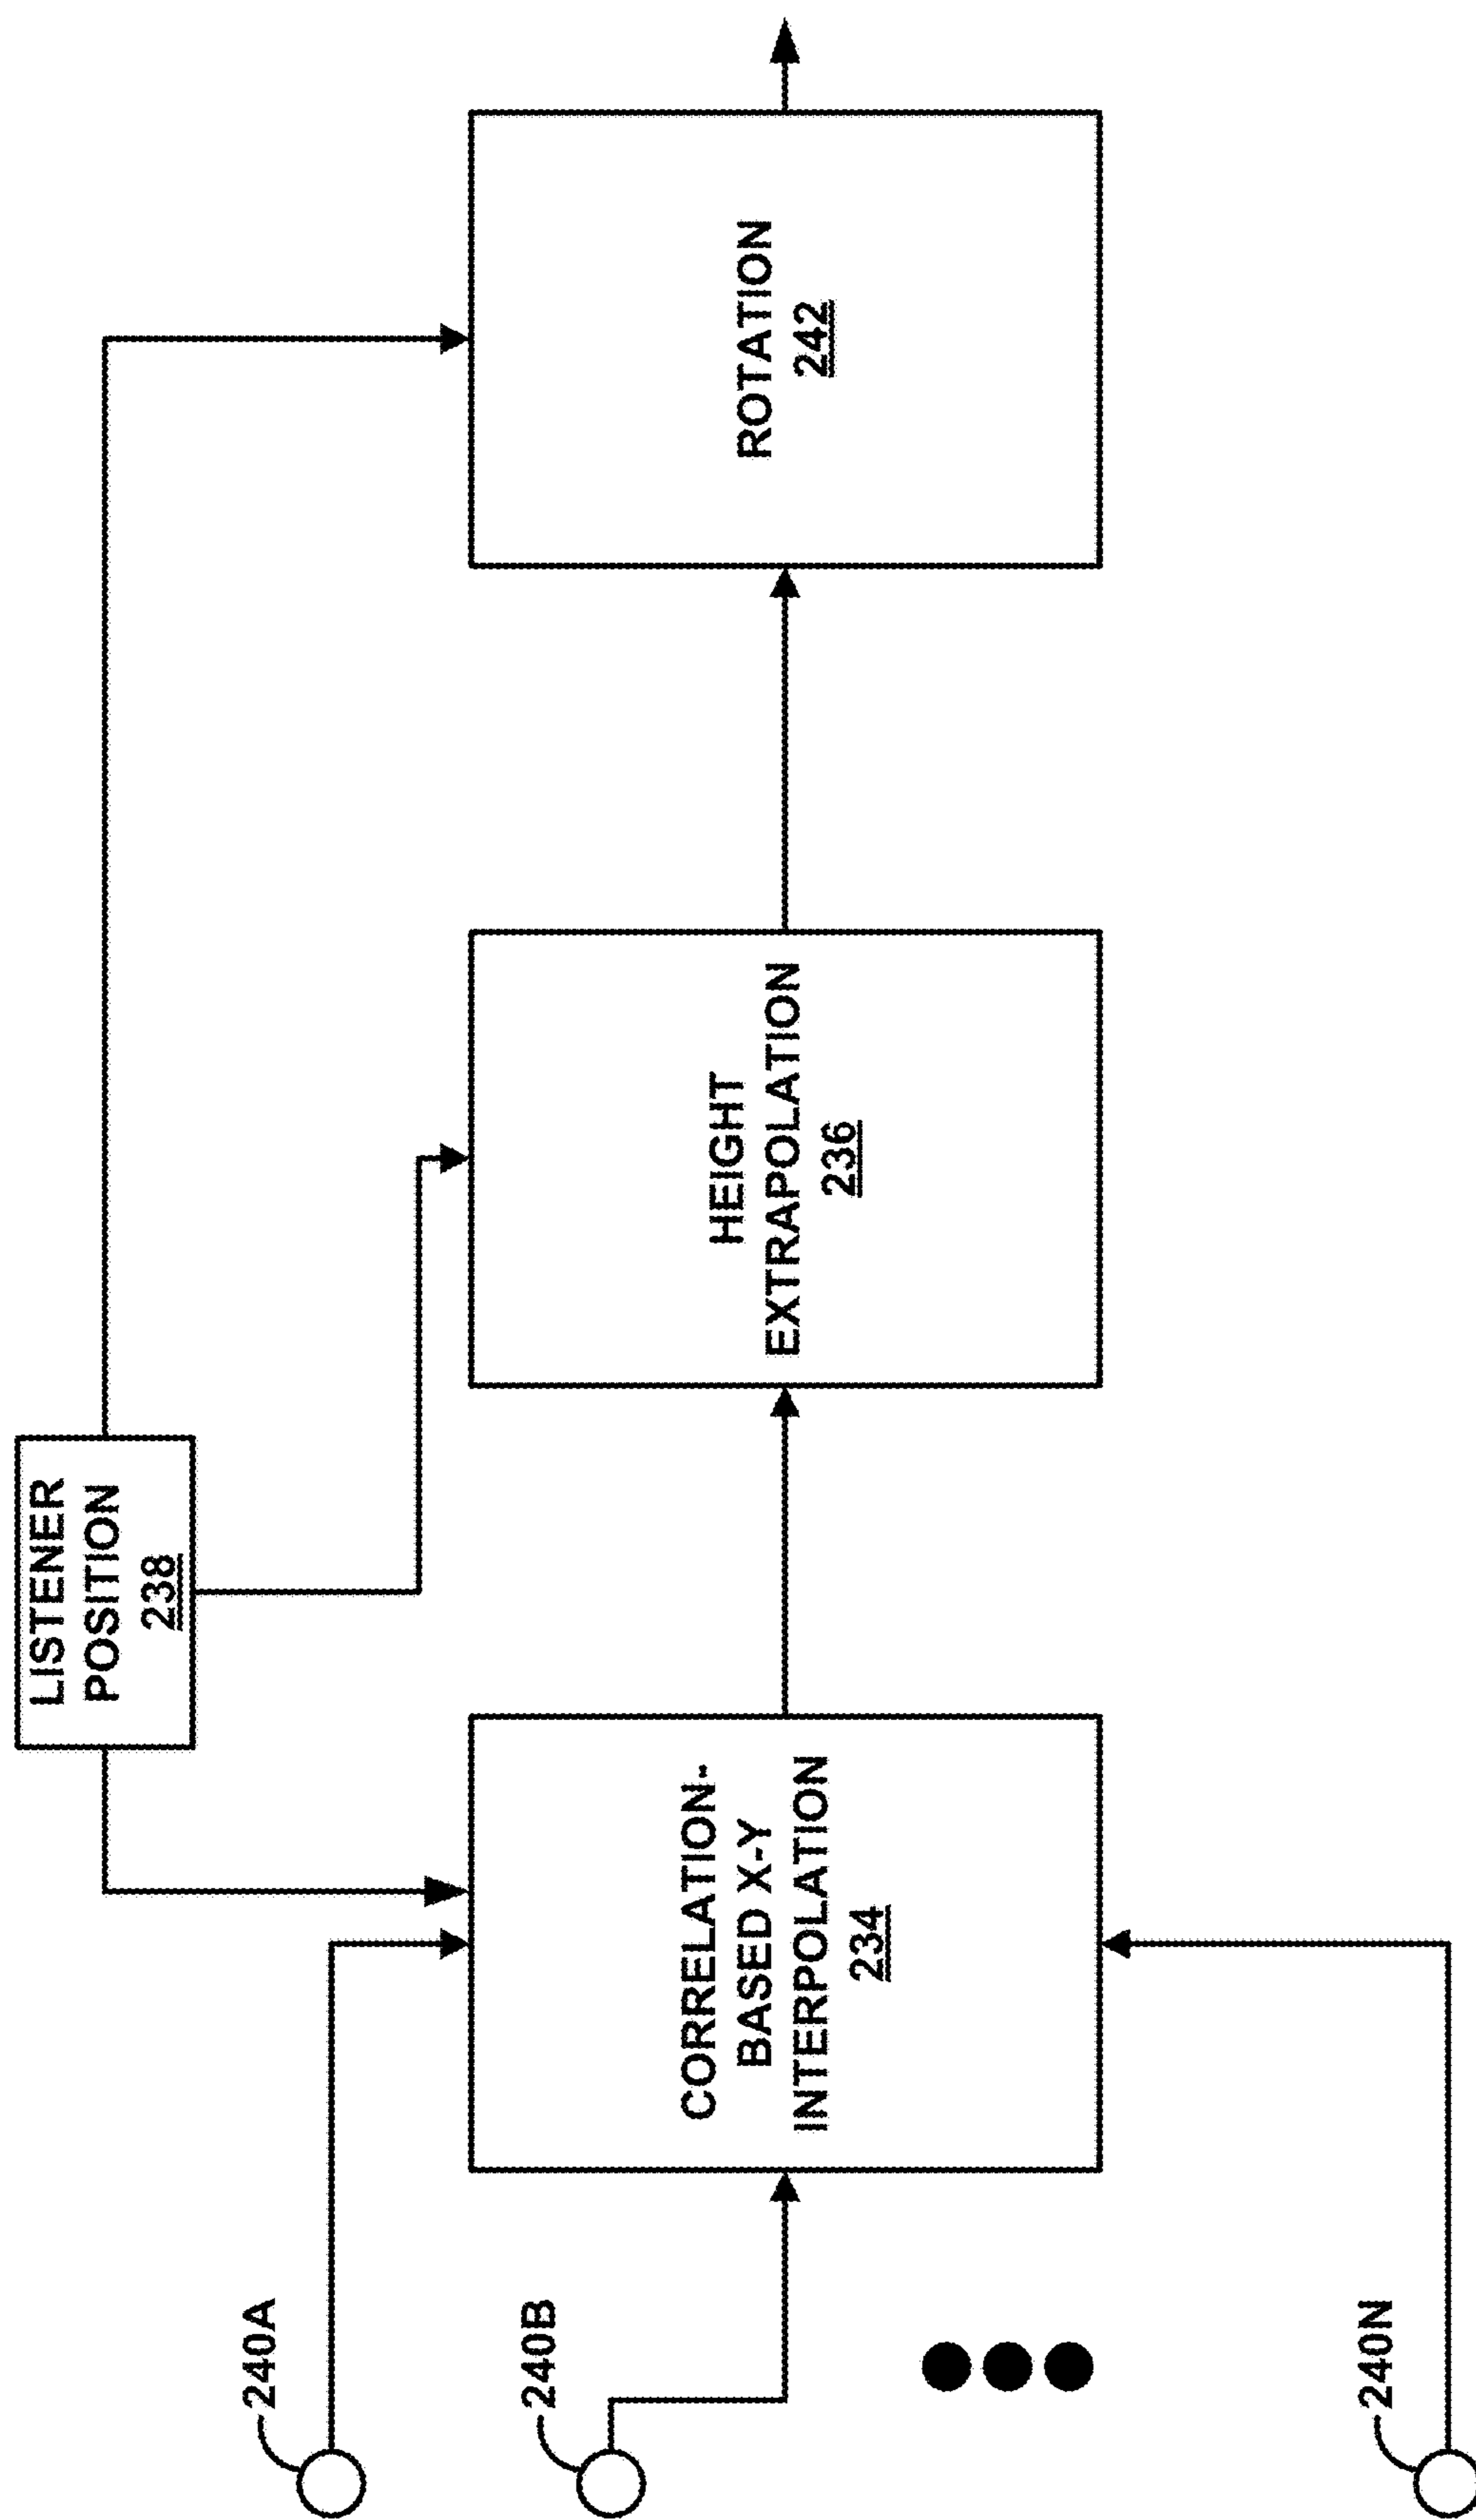 LISTENER
POSITION
238
240A
240B
240N
CORRELATION-
BASED X-Y
INTERPOLATION
234
HEIGHT
EXTRAPOLATION
236
ROTATION
242